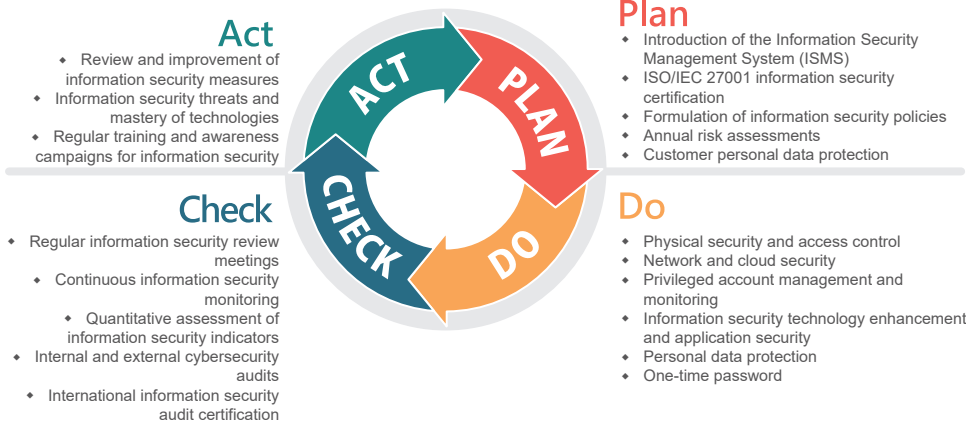 Act
◆ Review and improvement of
information security measures
◆ Information security threats and
mastery of technologies
◆ Regular training and awareness
campaigns for information security
Plan
◆ Introduction of the Information Security
Management System (ISMS)
◆ ISO/IEC 27001 information security
certification
◆ Formulation of information security policies
◆ Annual risk assessments
◆ Customer personal data protection
ACT
PLAN
CHECK
DO
Check
◆ Regular information security review
meetings
◆ Continuous information security
monitoring
◆ Quantitative assessment of
information security indicators
◆ Internal and external cybersecurity
audits
◆ International information security
audit certification
Do
◆ Physical security and access control
◆ Network and cloud security
◆ Privileged account management and
monitoring
◆ Information security technology enhancement
and application security
◆ Personal data protection
◆ One-time password